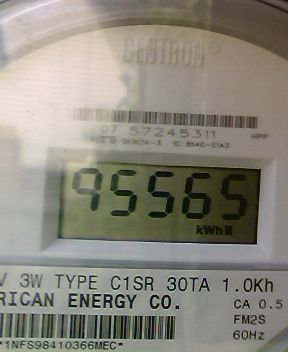 CENTRON
07 57245311
95565
kWh
V 3W TYPE C1SR 30TA 1.0Kh
RICAN ENERGY CO. CA 0.5
FM2S
*1NFS98410366MEC* 60Hz